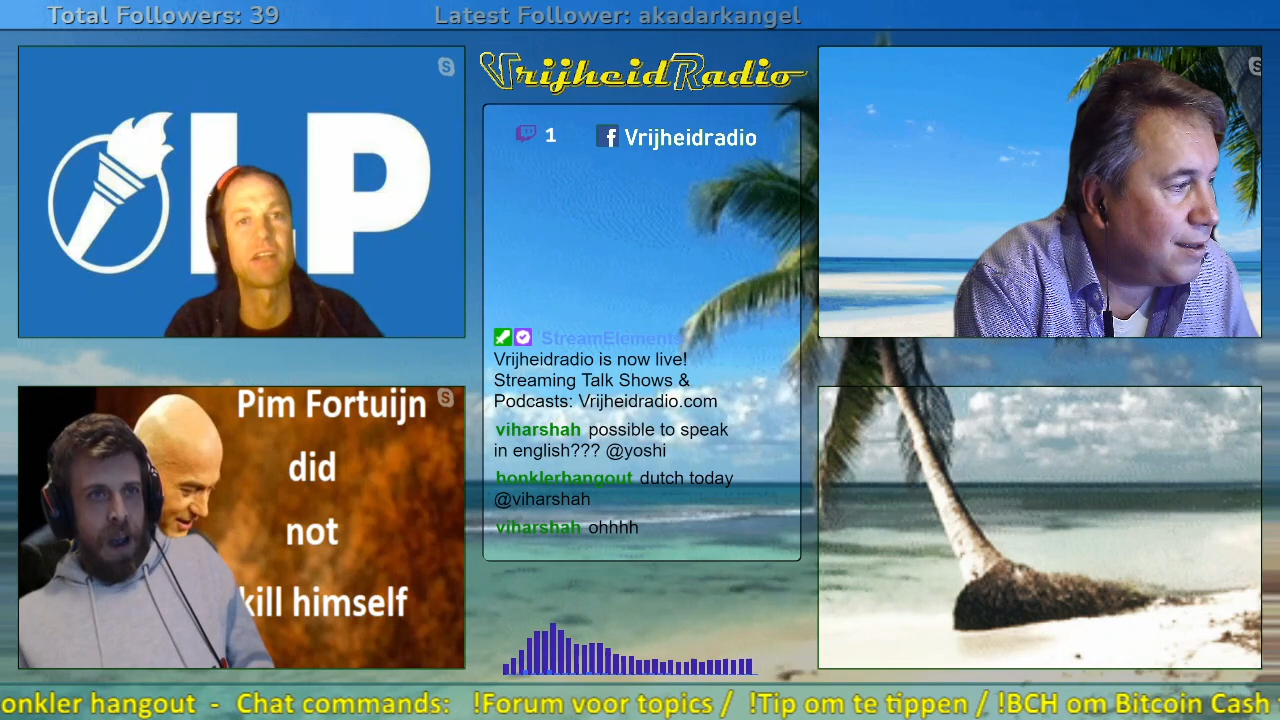 Total Followers: 39
Latest Follower: akadarkangel
VrijheidRadio
LP
1
Vrijheidradio
StreamElements
Vrijheidradio is now live!
Streaming Talk Shows &
Podcasts: Vrijheidradio.com
viharshah possible to speak
in english??? @yoshi
honklerhangout dutch today
@viharshah
viharshah ohhhh
Pim Fortuijn
did
not
kill himself
onkler hangout - Chat commands: !Forum voor topics / !Tip om te tippen / !BCH om Bitcoin Cash